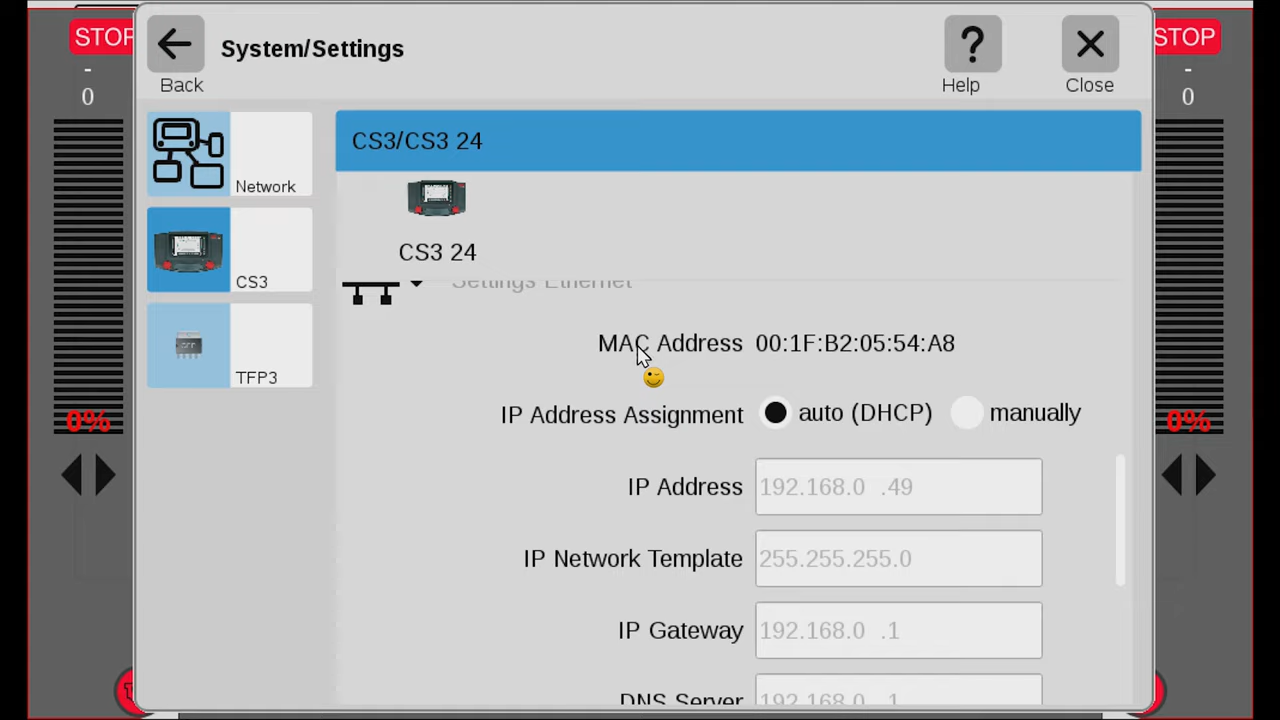 STOP
-
0
0%
Back
System/Settings
Help
Close
Network
CS3
TFP3
CS3/CS3 24
CS3 24
Settings Ethernet
MAC Address 00:1F:B2:05:54:A8
IP Address Assignment auto (DHCP) manually
IP Address 192.168.0 .49
IP Network Template 255.255.255.0
IP Gateway 192.168.0 .1
DNS Server 192.168.0 .1
STOP
-
0
0%